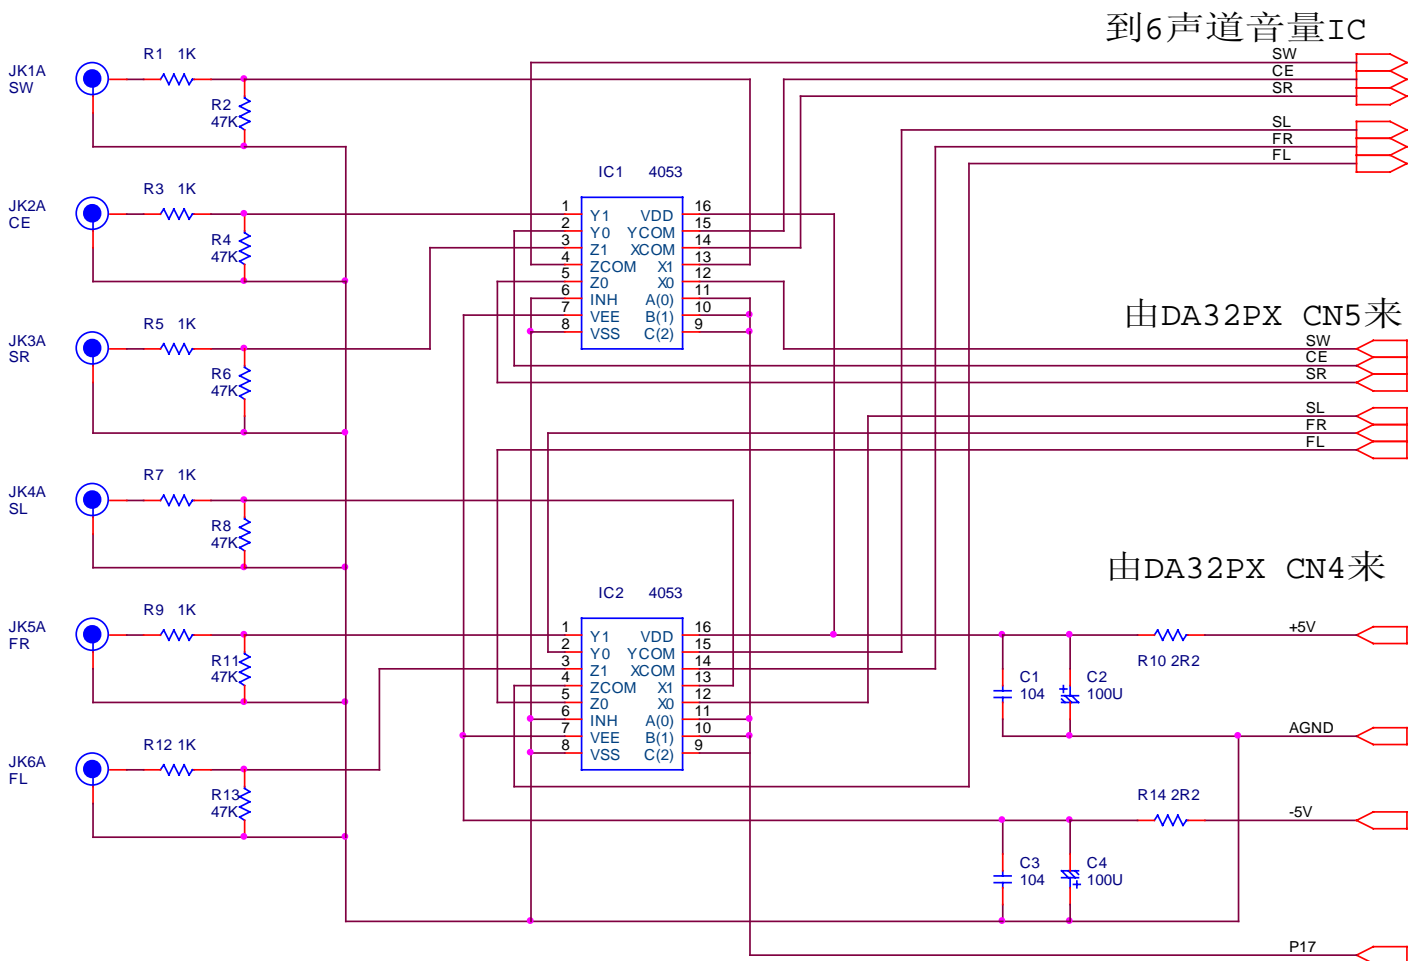 到6声道音量IC
SW
CE
SR
SL
FR
FL
JK1A
SW
R1 1K
R2
47K
JK2A
CE
R3 1K
R4
47K
JK3A
SR
R5 1K
R6
47K
JK4A
SL
R7 1K
R8
47K
JK5A
FR
R9 1K
R11
47K
JK6A
FL
R12 1K
R13
47K
IC1 4053
1 Y1 VDD 16
2 Y0 YCOM 15
3 Z1 XCOM 14
4 ZCOM X1 13
5 Z0 X0 12
6 INH A(0) 11
7 VEE B(1) 10
8 VSS C(2) 9
由DA32PX CN5来
SW
CE
SR
SL
FR
FL
IC2 4053
1 Y1 VDD 16
2 Y0 YCOM 15
3 Z1 XCOM 14
4 ZCOM X1 13
5 Z0 X0 12
6 INH A(0) 11
7 VEE B(1) 10
8 VSS C(2) 9
由DA32PX CN4来
+5V
R10 2R2
C1
104
C2
100U
+
AGND
R14 2R2
-5V
C3
104
C4
100U
+
P17